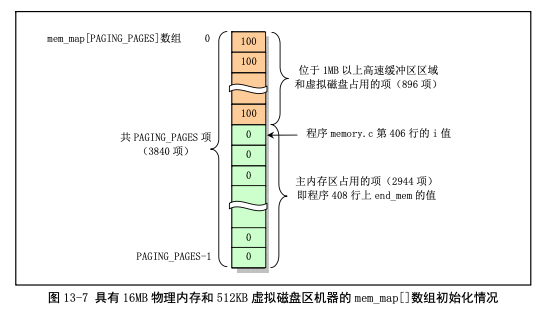 mem_map[PAGING_PAGES]数组 0
100
100
100
位于 1MB 以上高速缓冲区区域
和虚拟磁盘占用的项（896 项）
共 PAGING_PAGES 项
（3840 项）
0
程序 memory.c 第 406 行的 i 值
0
0
主内存区占用的项（2944 项）
即程序 408 行上 end_mem 的值
0
PAGING_PAGES-1
0
图 13-7 具有 16MB 物理内存和 512KB 虚拟磁盘区机器的 mem_map[]数组初始化情况